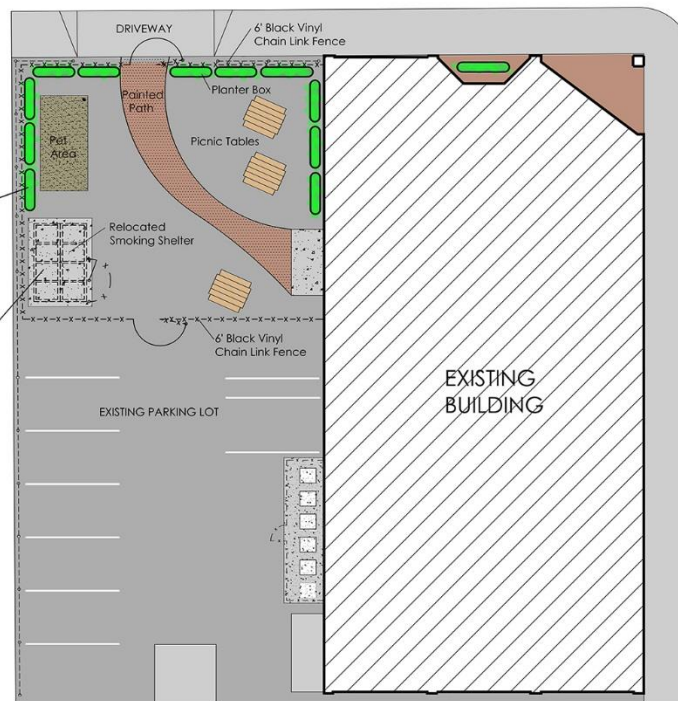 DRIVEWAY
6' Black Vinyl
Chain Link Fence
Planter Box
Painted
Path
Picnic Tables
Pet
Area
Relocated
Smoking Shelter
6' Black Vinyl
Chain Link Fence
EXISTING
BUILDING
EXISTING PARKING LOT